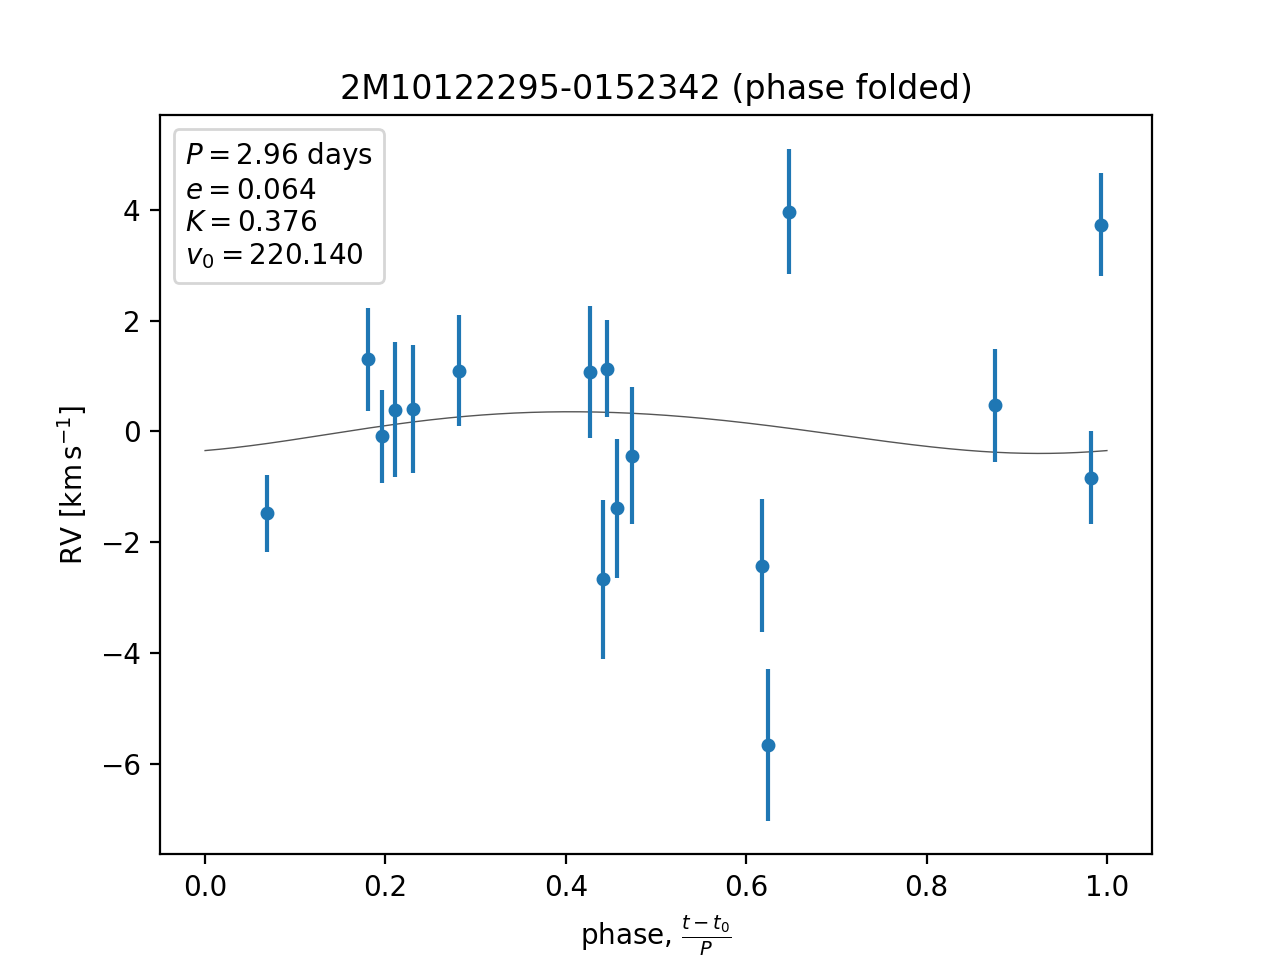 2M10122295-0152342 (phase folded)
P = 2.96 days
e = 0.064
K = 0.376
v₀ = 220.140
4
2
0
−2
−4
−6
RV [km s⁻¹]
0.0 0.2 0.4 0.6 0.8 1.0
phase, (t − t₀)/P